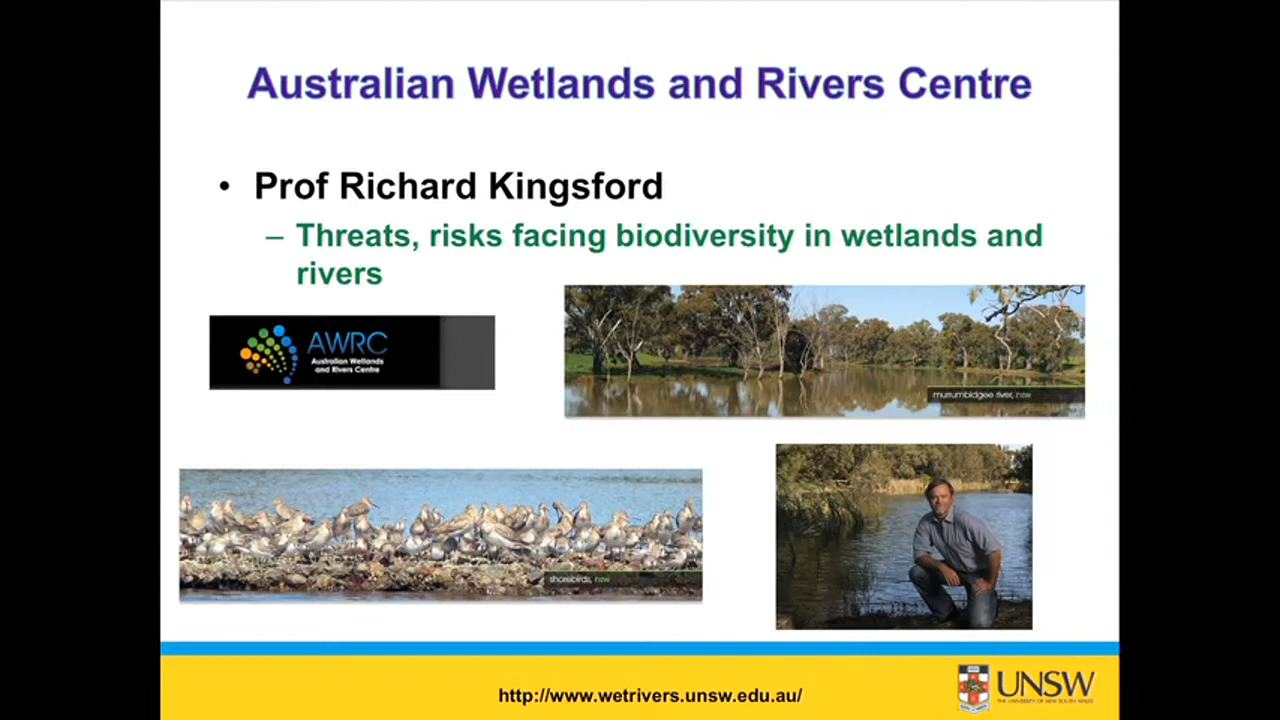 Australian Wetlands and Rivers Centre
• Prof Richard Kingsford
– Threats, risks facing biodiversity in wetlands and
rivers
AWRC
Australian Wetlands
and Rivers Centre
murrumbidgee river, nsw
shorebirds, nsw
UNSW
THE UNIVERSITY OF NEW SOUTH WALES
http://www.wetrivers.unsw.edu.au/